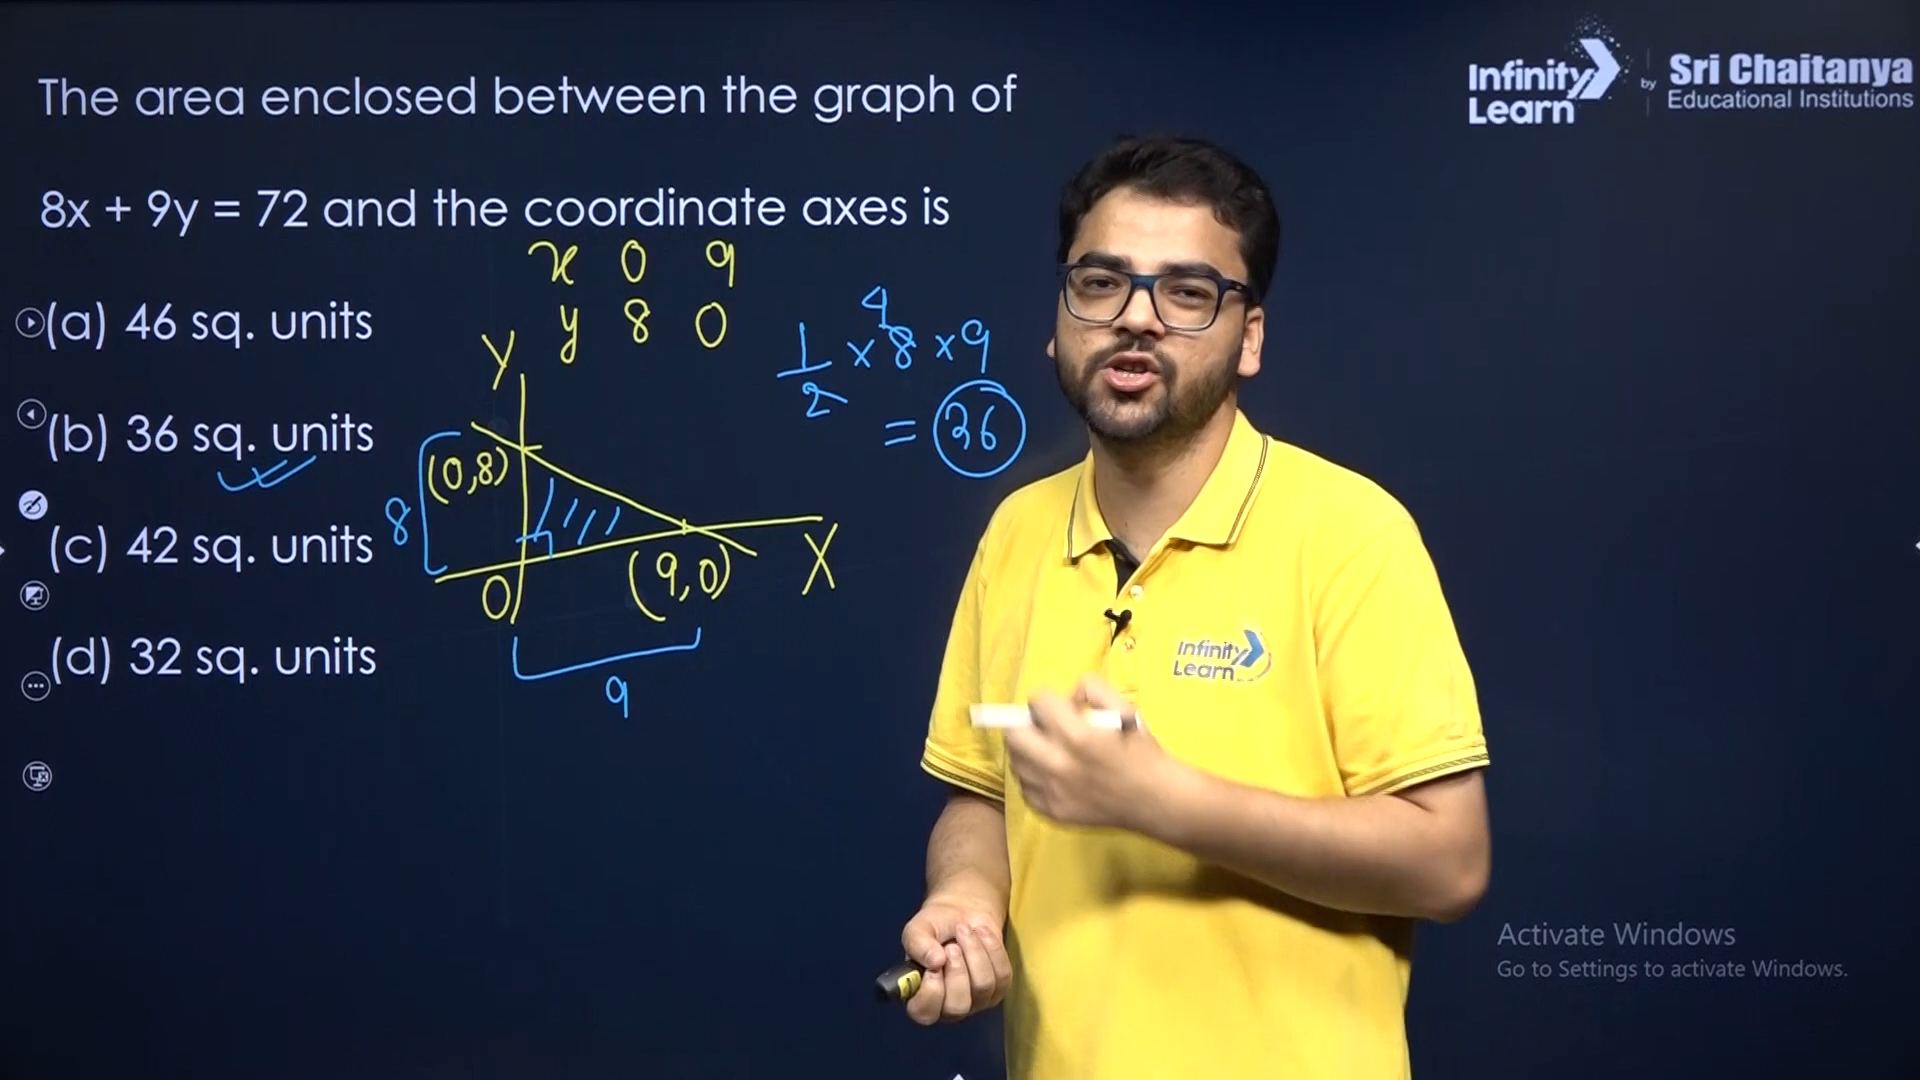 The area enclosed between the graph of
8x + 9y = 72 and the coordinate axes is
(a) 46 sq. units
(b) 36 sq. units
(c) 42 sq. units
(d) 32 sq. units
x 0 9
y 8 0
Y
(0,8)
8
O
(9,0)
X
9
4
1/2 × 8 × 9
= 36
Infinity Learn
by
Sri Chaitanya
Educational Institutions
Infinity
Learn
Activate Windows
Go to Settings to activate Windows.